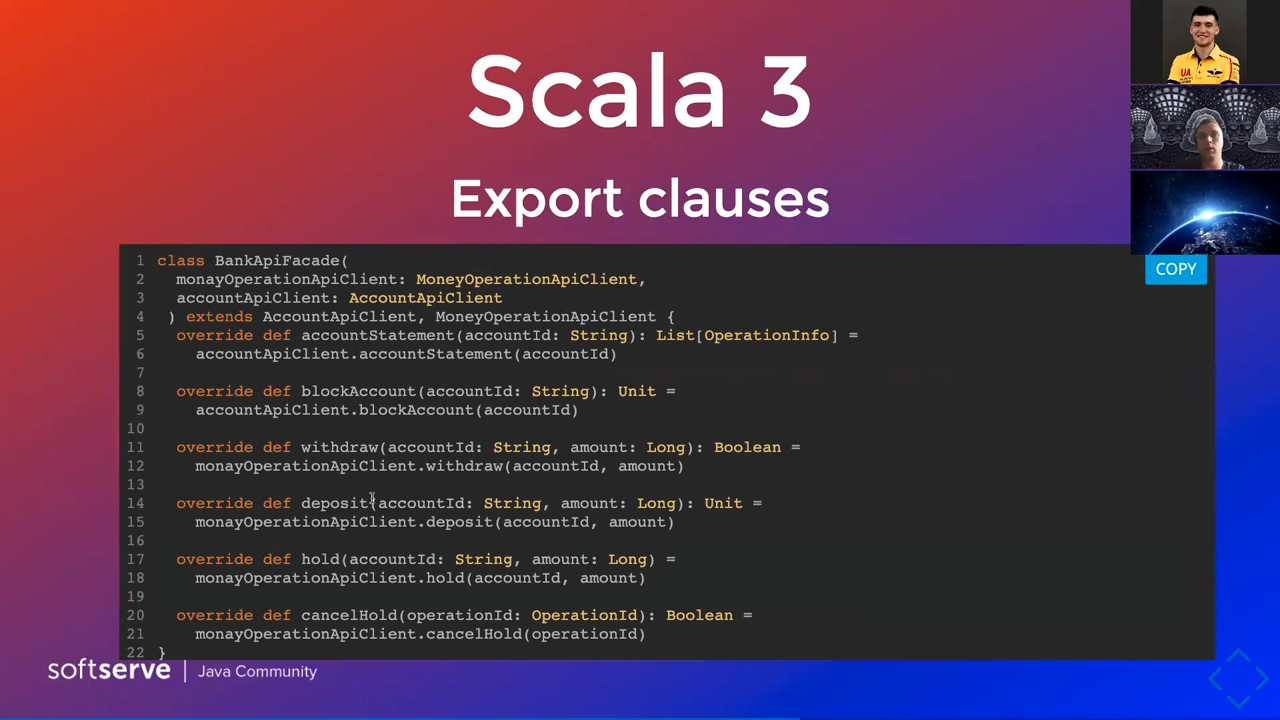 Scala 3
Export clauses
COPY
1 class BankApiFacade(
2 monayOperationApiClient: MoneyOperationApiClient,
3 accountApiClient: AccountApiClient
4 ) extends AccountApiClient, MoneyOperationApiClient {
5 override def accountStatement(accountId: String): List[OperationInfo] =
6 accountApiClient.accountStatement(accountId)
7
8 override def blockAccount(accountId: String): Unit =
9 accountApiClient.blockAccount(accountId)
10
11 override def withdraw(accountId: String, amount: Long): Boolean =
12 monayOperationApiClient.withdraw(accountId, amount)
13
14 override def deposit(accountId: String, amount: Long): Unit =
15 monayOperationApiClient.deposit(accountId, amount)
16
17 override def hold(accountId: String, amount: Long) =
18 monayOperationApiClient.hold(accountId, amount)
19
20 override def cancelHold(operationId: OperationId): Boolean =
21 monayOperationApiClient.cancelHold(operationId)
22 }
softserve | Java Community
UA